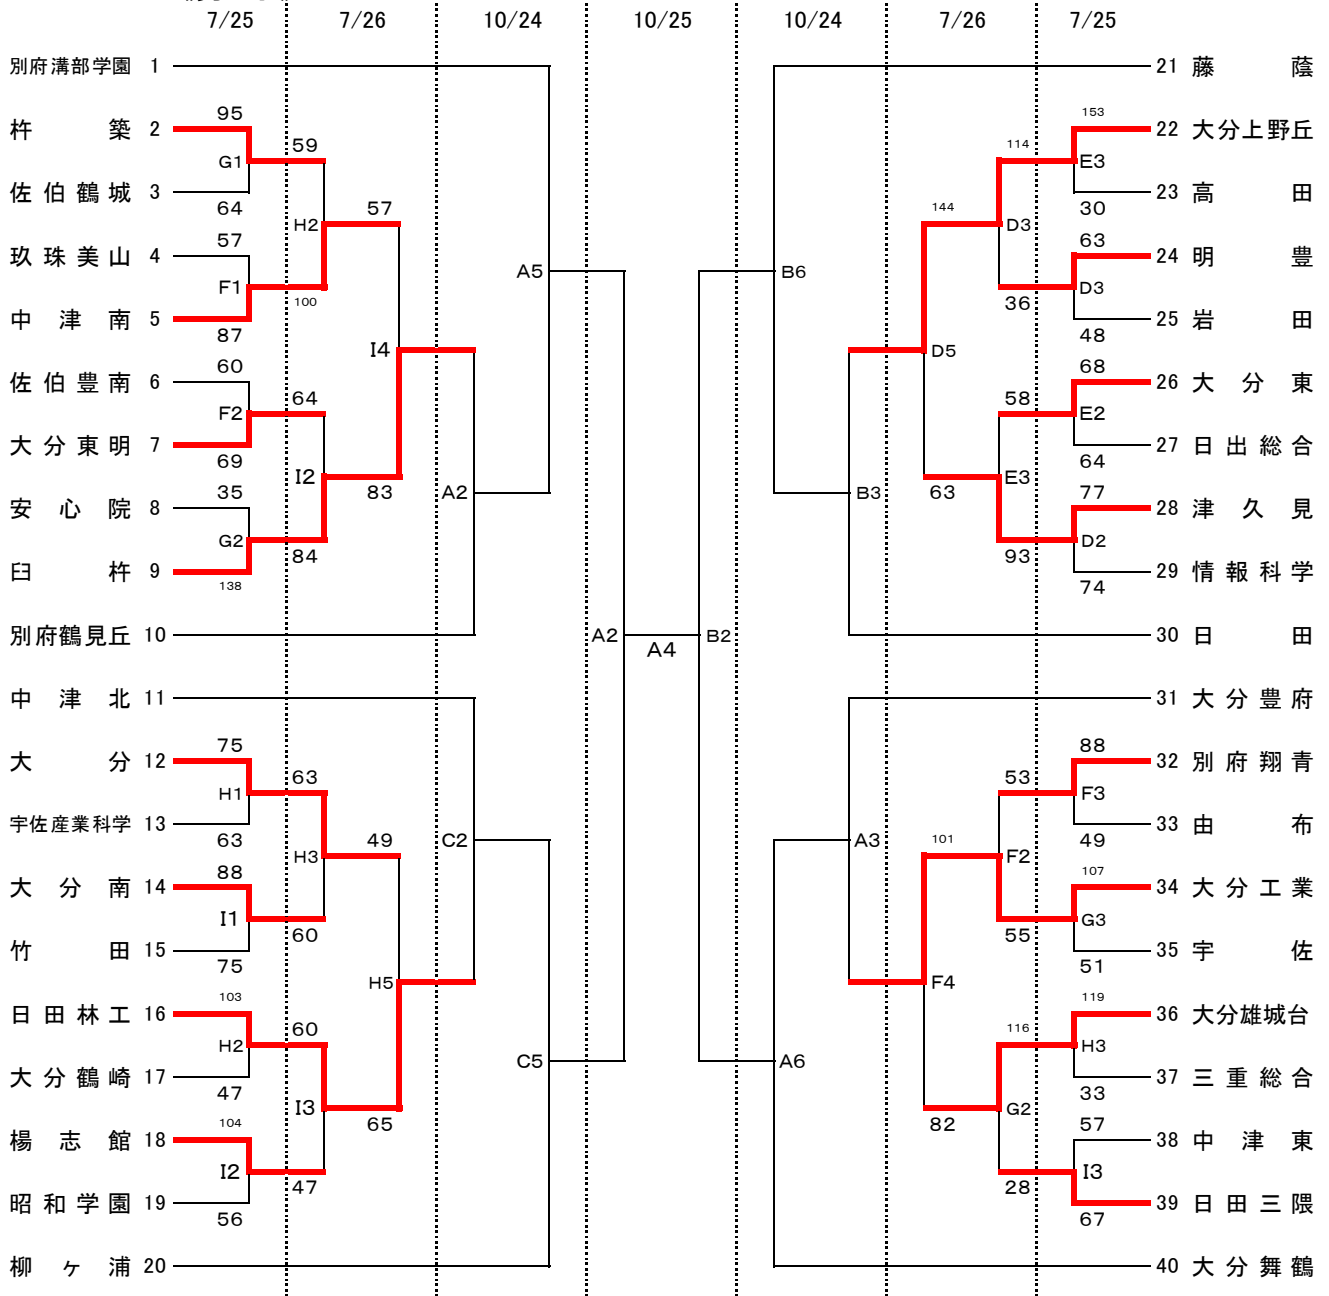 7/25 7/26 10/24 10/25 10/24 7/26 7/25
別府溝部学園 1 21 藤蔭
95 153
杵築 2 22 大分上野丘
59 114
G1 E3
佐伯鶴城 3 23 高田
64 57 144 30
H2 D3
57 63
玖珠美山 4 24 明豊
A5 B6
F1 D3
100 36
中津南 5 25 岩田
87 48
I4 D5
60 68
佐伯豊南 6 26 大分東
64 58
F2 E2
大分東明 7 27 日出総合
69 64
I2 E3
35 83 A2 B3 63 77
安心院 8 28 津久見
G2 D2
84 93
臼杵 9 29 情報科学
138 74
別府鶴見丘 10 A2 A4 B2 30 日田
中津北 11 31 大分豊府
75 88
大分 12 32 別府翔青
63 53
H1 F3
宇佐産業科学 13 33 由布
63 49 C2 A3 101 49
H3 F2
88 107
大分南 14 34 大分工業
I1 G3
60 55
竹田 15 35 宇佐
75 51
H5 F4
103 119
日田林工 16 36 大分雄城台
60 116
H2 C5 A6 H3
大分鶴崎 17 37 三重総合
47 33
I3 G2
104 65 82 57
楊志館 18 38 中津東
I2 I3
47 28
昭和学園 19 39 日田三隈
56 67
柳ヶ浦 20 40 大分舞鶴